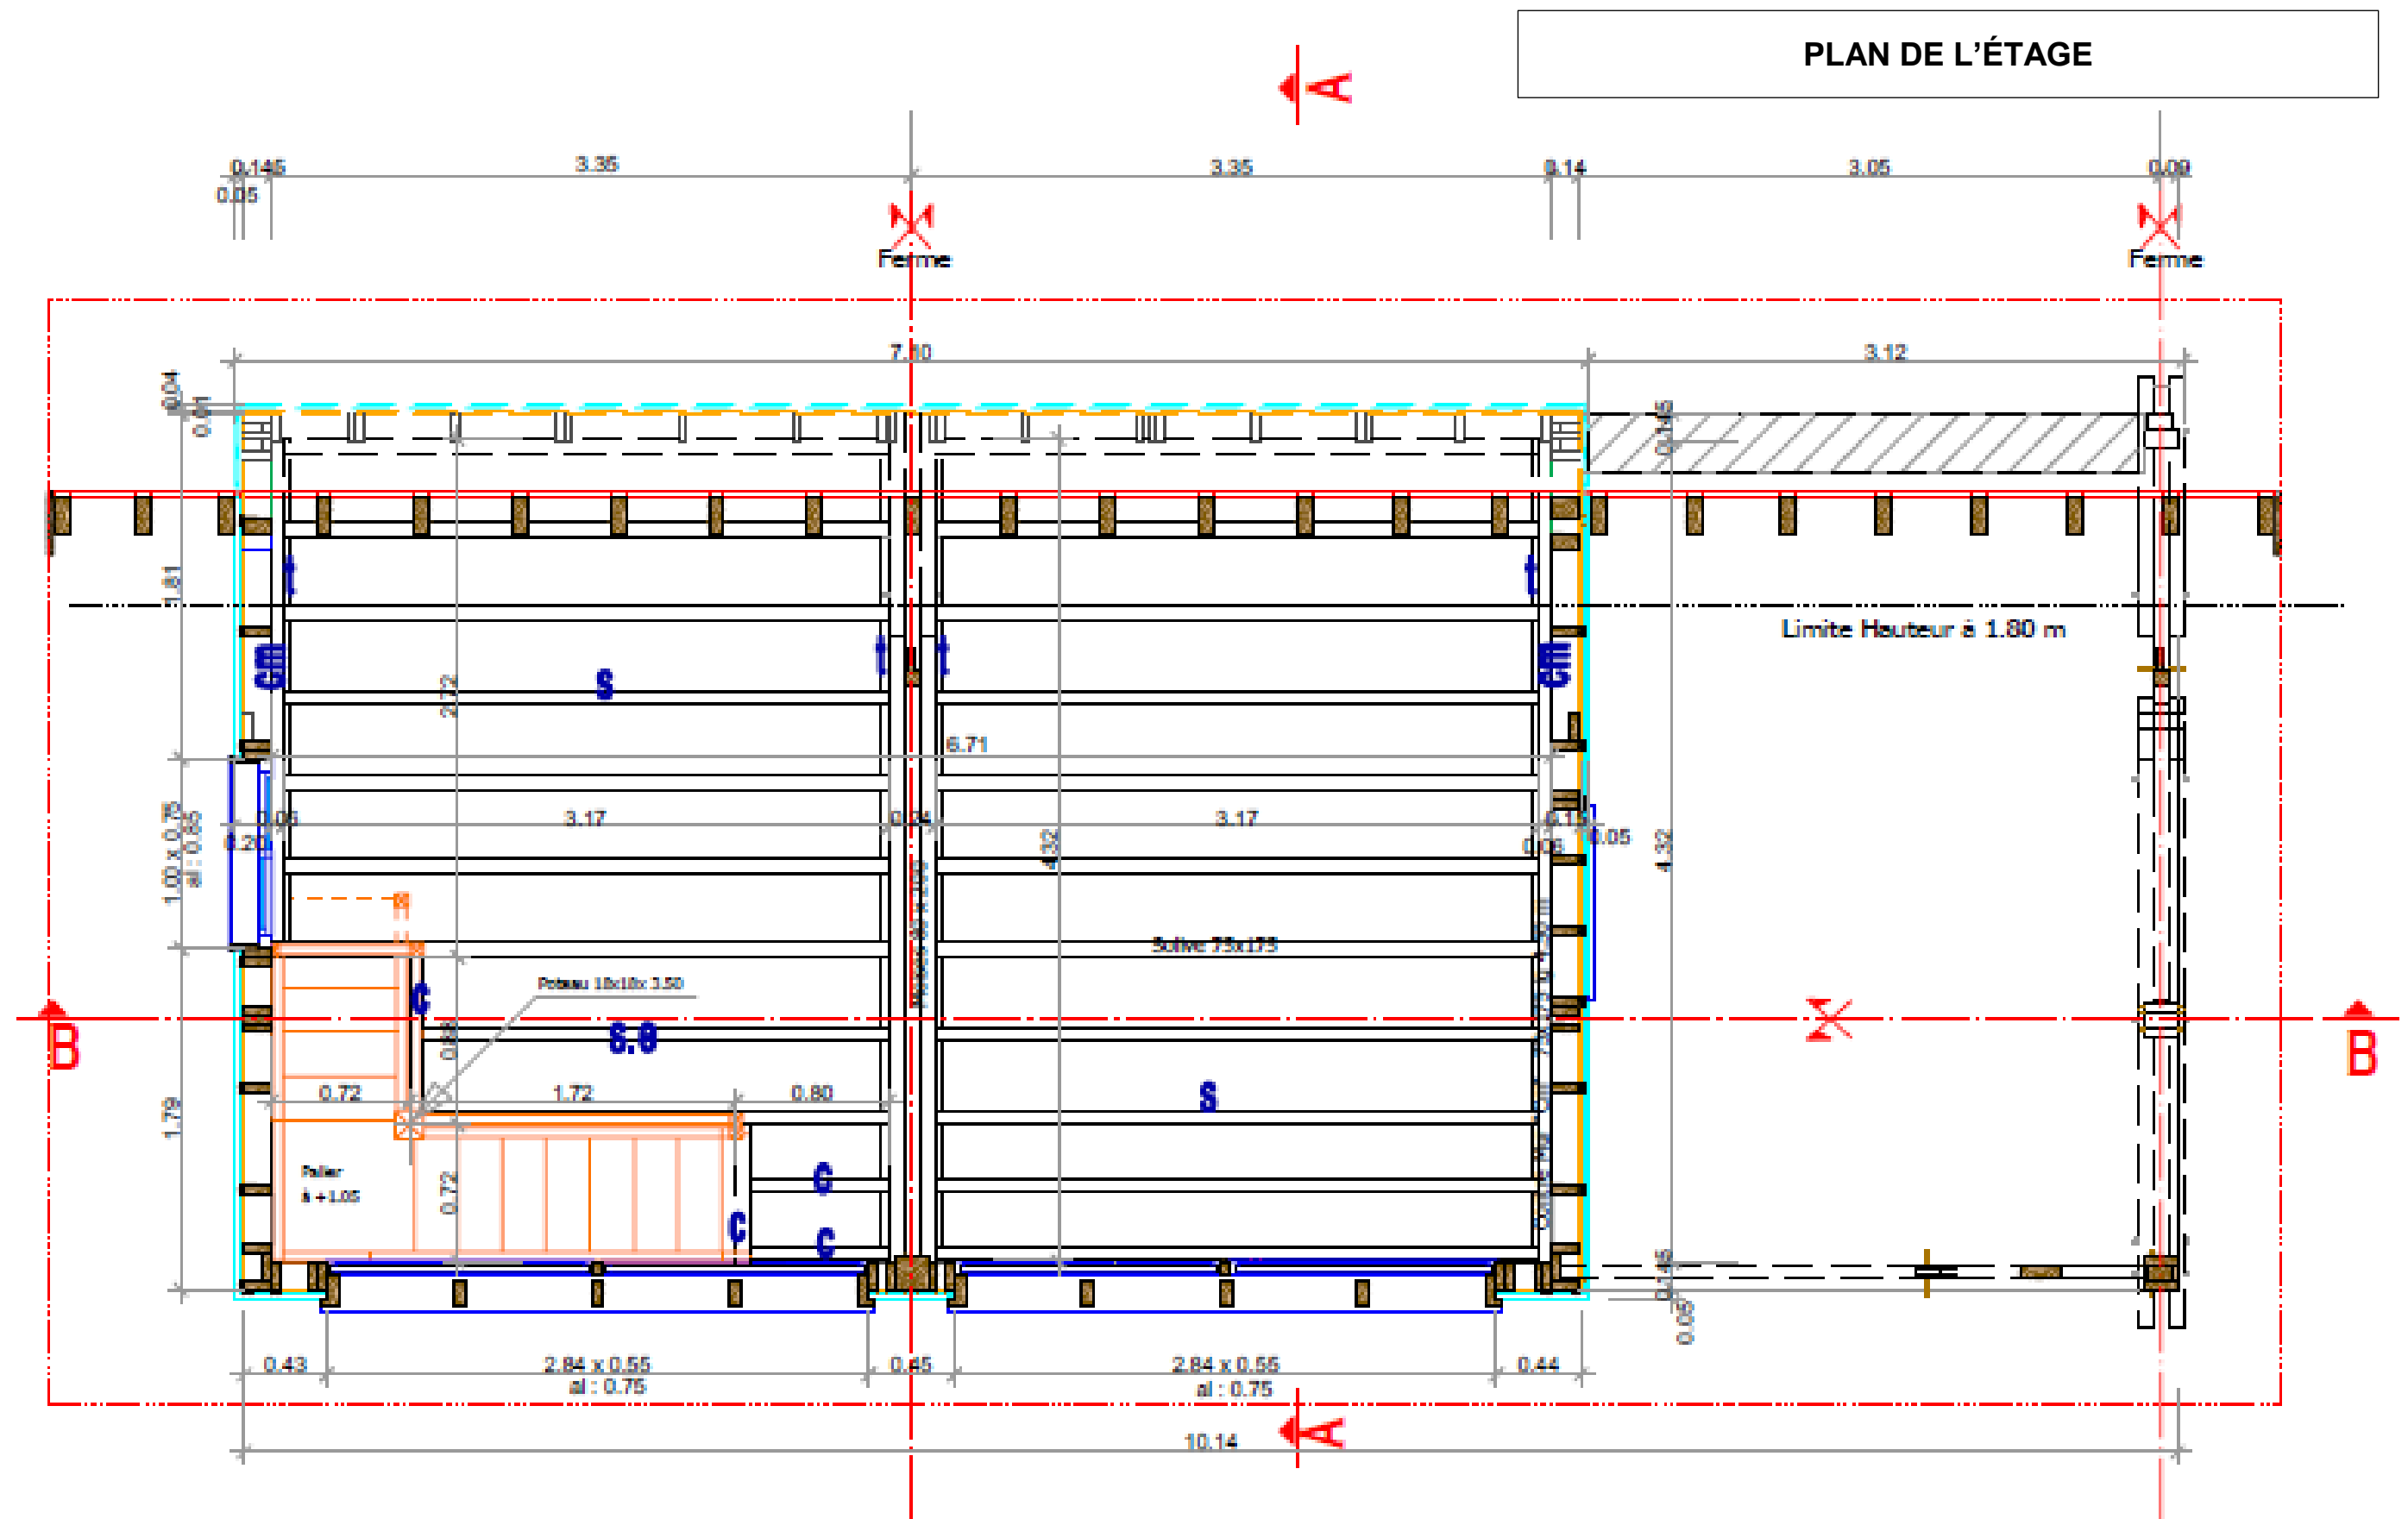 PLAN DE L’ÉTAGE
A
0.145
3.35
3.35
0.14
3.05
0.09
0.05
Ferme
Ferme
7.10
3.12
0.04
0.01
0.145
t
t
1.81
Limite Hauteur à 1.80 m
cm
s
t
t
cm
2.72
6.71
0.06
3.17
0.24
3.17
0.15
0.20
0.06
0.05
1.00 x 0.75
al : 0.85
4.32
4.32
Solive 75x175
Poteau 18x18x 3.50
c
s.e
B
B
0.72
1.72
0.80
s
1.79
Palier
à +1.05
0.72
c
c
c
0.145
0.05
0.43
2.84 x 0.55
al : 0.75
0.45
2.84 x 0.55
al : 0.75
0.44
A
10.14